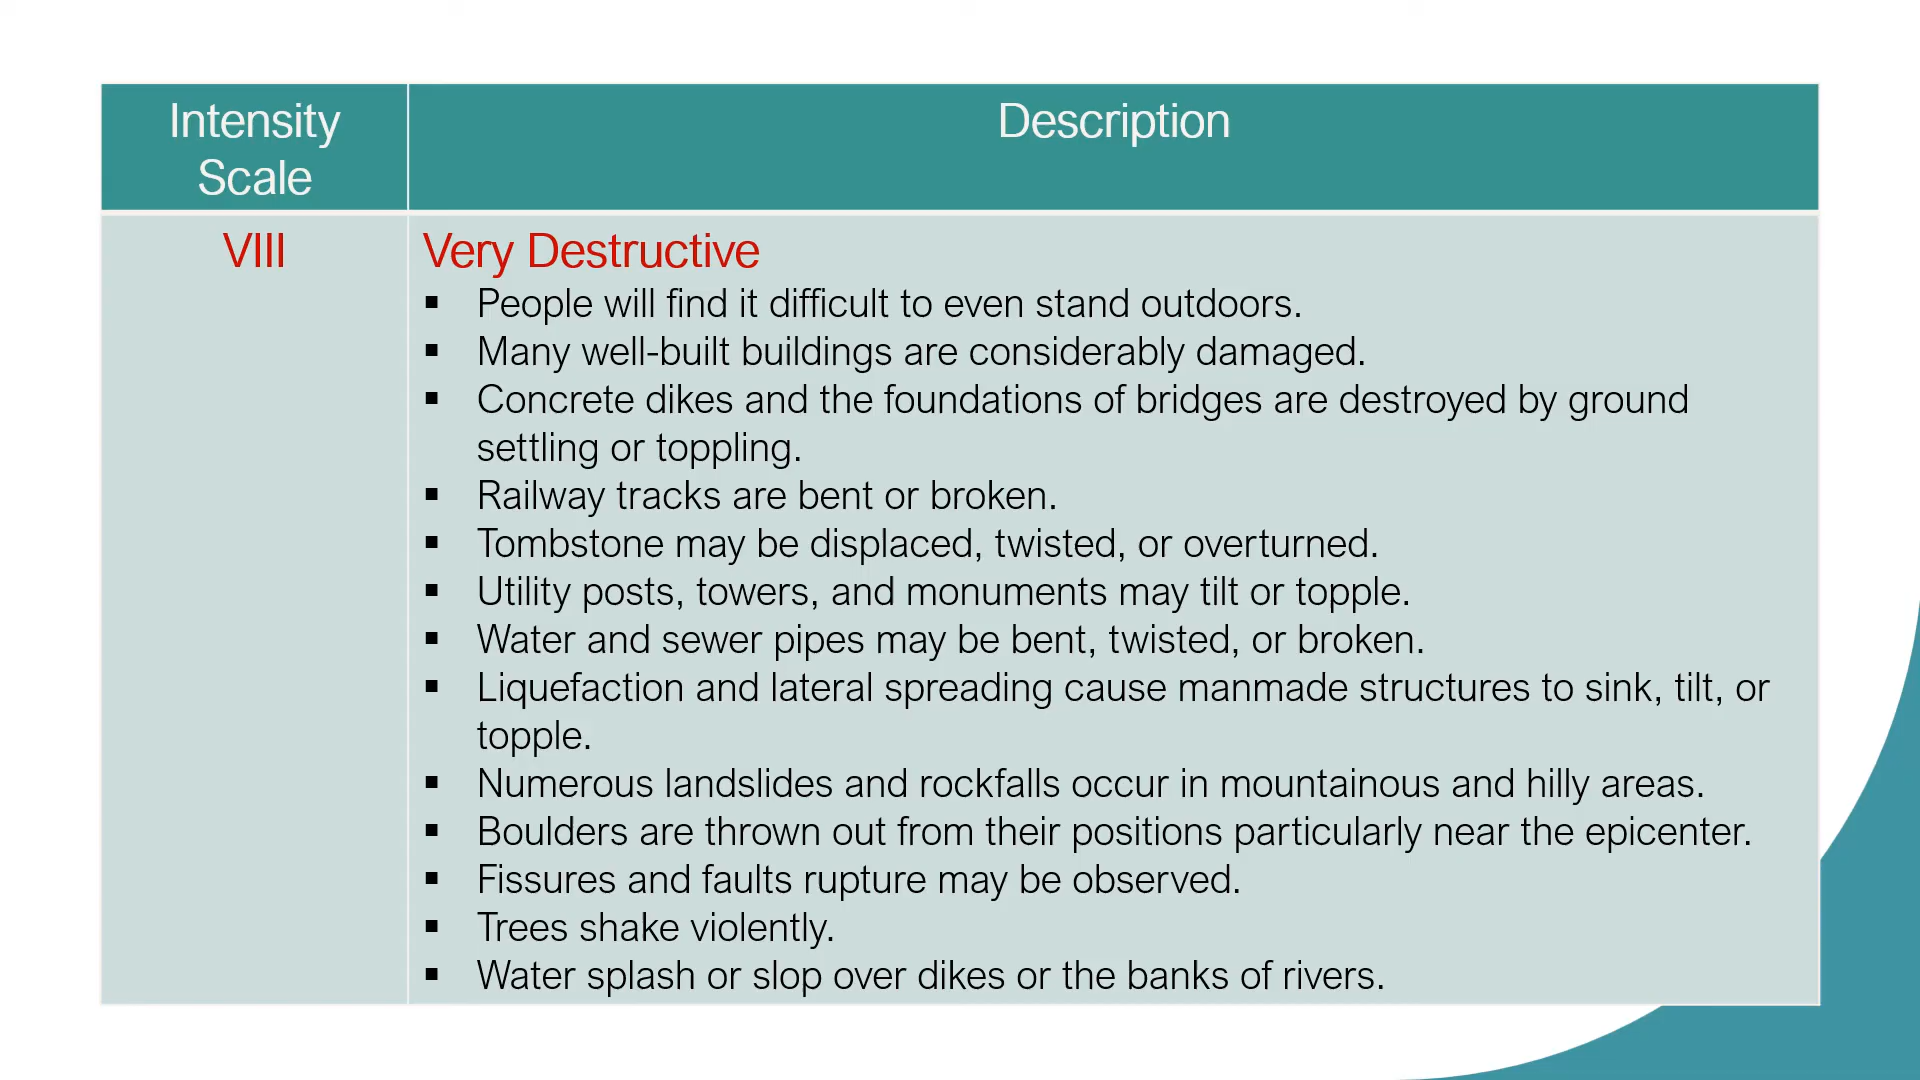 Intensity
Scale
Description
VIII
Very Destructive
▪ People will find it difficult to even stand outdoors.
▪ Many well-built buildings are considerably damaged.
▪ Concrete dikes and the foundations of bridges are destroyed by ground
settling or toppling.
▪ Railway tracks are bent or broken.
▪ Tombstone may be displaced, twisted, or overturned.
▪ Utility posts, towers, and monuments may tilt or topple.
▪ Water and sewer pipes may be bent, twisted, or broken.
▪ Liquefaction and lateral spreading cause manmade structures to sink, tilt, or
topple.
▪ Numerous landslides and rockfalls occur in mountainous and hilly areas.
▪ Boulders are thrown out from their positions particularly near the epicenter.
▪ Fissures and faults rupture may be observed.
▪ Trees shake violently.
▪ Water splash or slop over dikes or the banks of rivers.